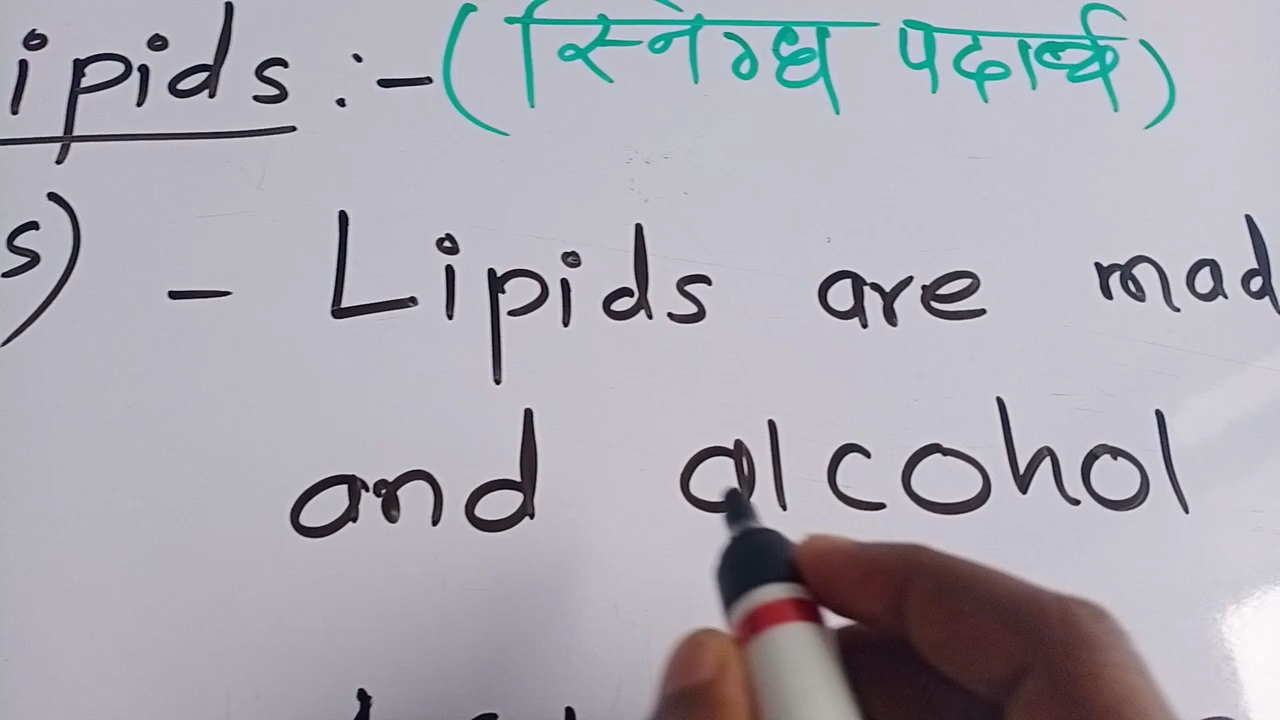 ipids :- (स्निग्ध पदार्थ)
s) - Lipids are mad
and alcohol